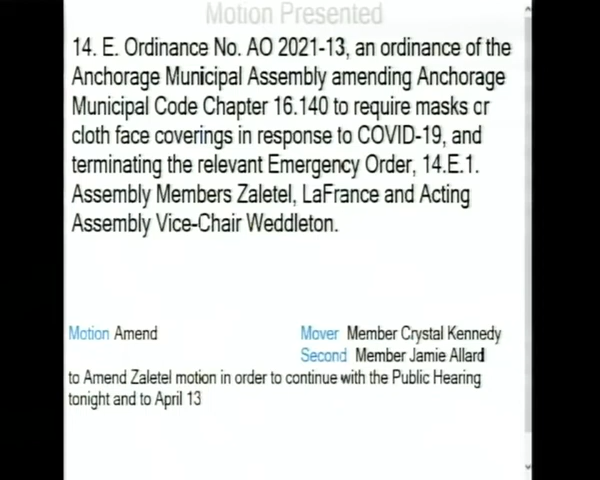 Motion Presented
14. E. Ordinance No. AO 2021-13, an ordinance of the
Anchorage Municipal Assembly amending Anchorage
Municipal Code Chapter 16.140 to require masks or
cloth face coverings in response to COVID-19, and
terminating the relevant Emergency Order, 14.E.1.
Assembly Members Zaletel, LaFrance and Acting
Assembly Vice-Chair Weddleton.
Motion Amend Mover Member Crystal Kennedy
Second Member Jamie Allard
to Amend Zaletel motion in order to continue with the Public Hearing
tonight and to April 13